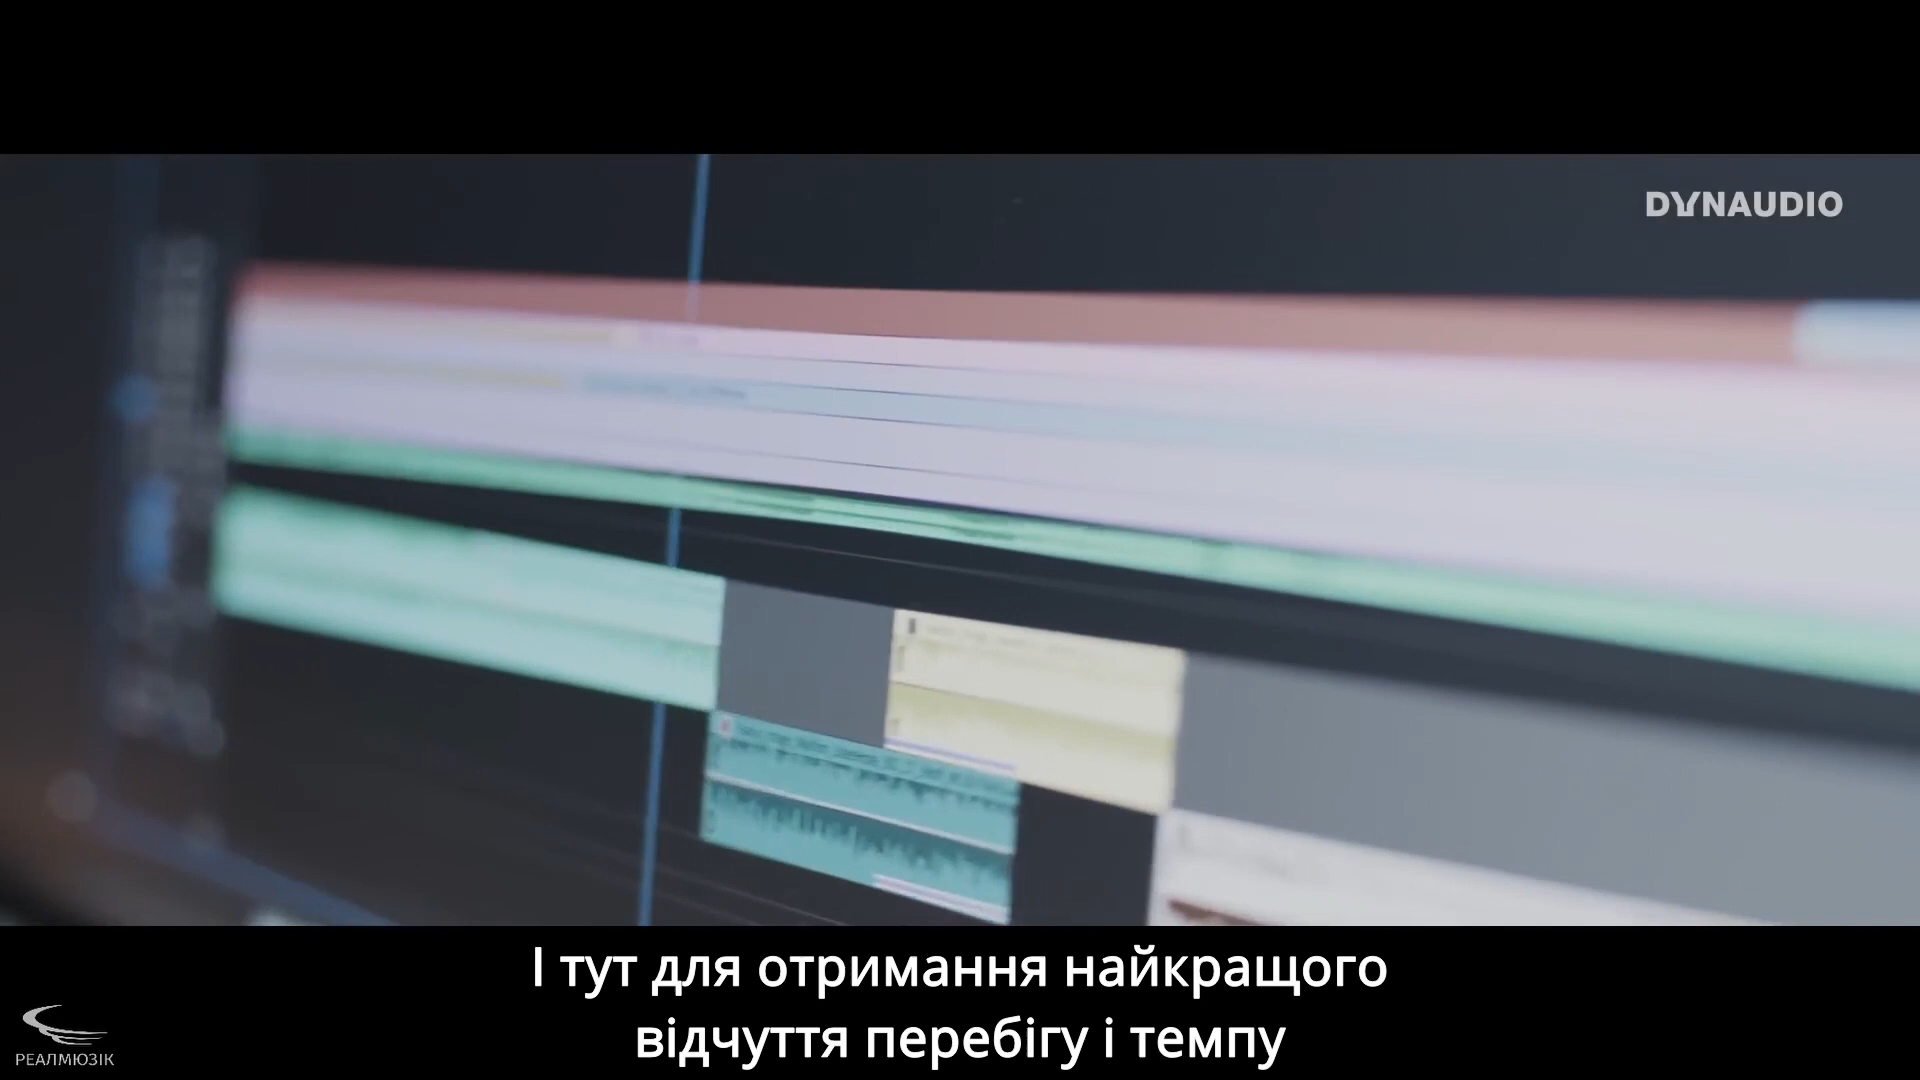 DYNAUDIO
І тут для отримання найкращого
відчуття перебігу і темпу
РЕАЛМЮЗІК